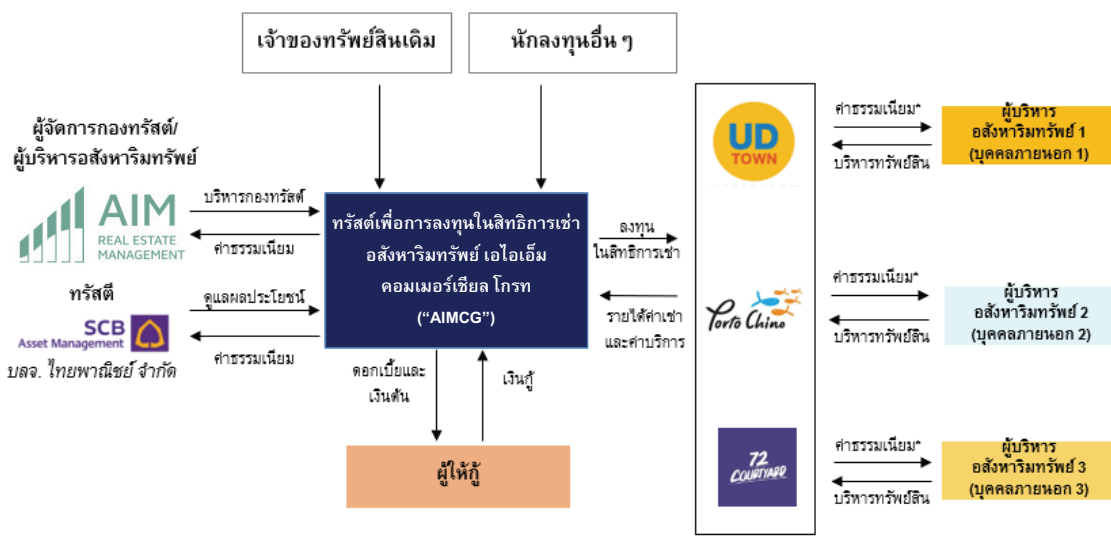 เจ้าของทรัพย์สินเดิม
นักลงทุนอื่น ๆ
ผู้จัดการกองทรัสต์/
ผู้บริหารอสังหาริมทรัพย์
AIM
REAL ESTATE
MANAGEMENT
บริหารกองทรัสต์
ค่าธรรมเนียม
ทรัสตี
SCB
Asset Management
บลจ. ไทยพาณิชย์ จำกัด
ดูแลผลประโยชน์
ค่าธรรมเนียม
ทรัสต์เพื่อการลงทุนในสิทธิการเช่า
อสังหาริมทรัพย์ เอไอเอ็ม
คอมเมอร์เชียล โกรท
(“AIMCG”)
ลงทุน
ในสิทธิการเช่า
รายได้ค่าเช่า
และค่าบริการ
ดอกเบี้ยและ
เงินต้น
เงินกู้
ผู้ให้กู้
UD
TOWN
Porto Chino
72
COURTYARD
ค่าธรรมเนียม*
บริหารทรัพย์สิน
ผู้บริหาร
อสังหาริมทรัพย์ 1
(บุคคลภายนอก 1)
ค่าธรรมเนียม*
บริหารทรัพย์สิน
ผู้บริหาร
อสังหาริมทรัพย์ 2
(บุคคลภายนอก 2)
ค่าธรรมเนียม*
บริหารทรัพย์สิน
ผู้บริหาร
อสังหาริมทรัพย์ 3
(บุคคลภายนอก 3)